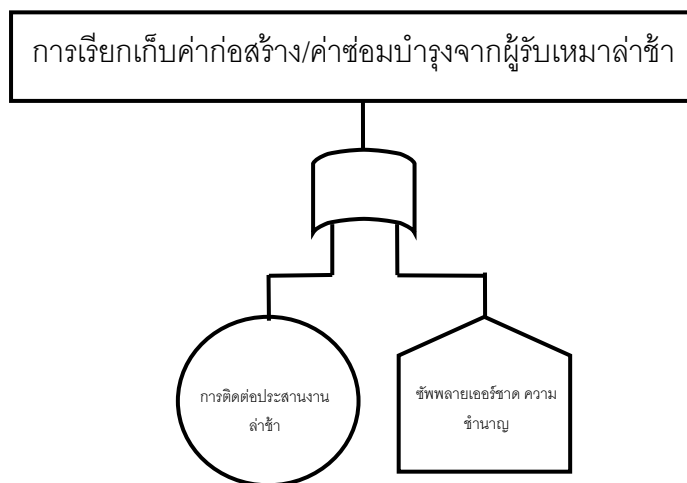 การเรียกเก็บค่าก่อสร้าง/ค่าซ่อมบำรุงจากผู้รับเหมาล่าช้า
การติดต่อประสานงาน
ล่าช้า
ซัพพลายเออร์ขาด ความ
ชำนาญ